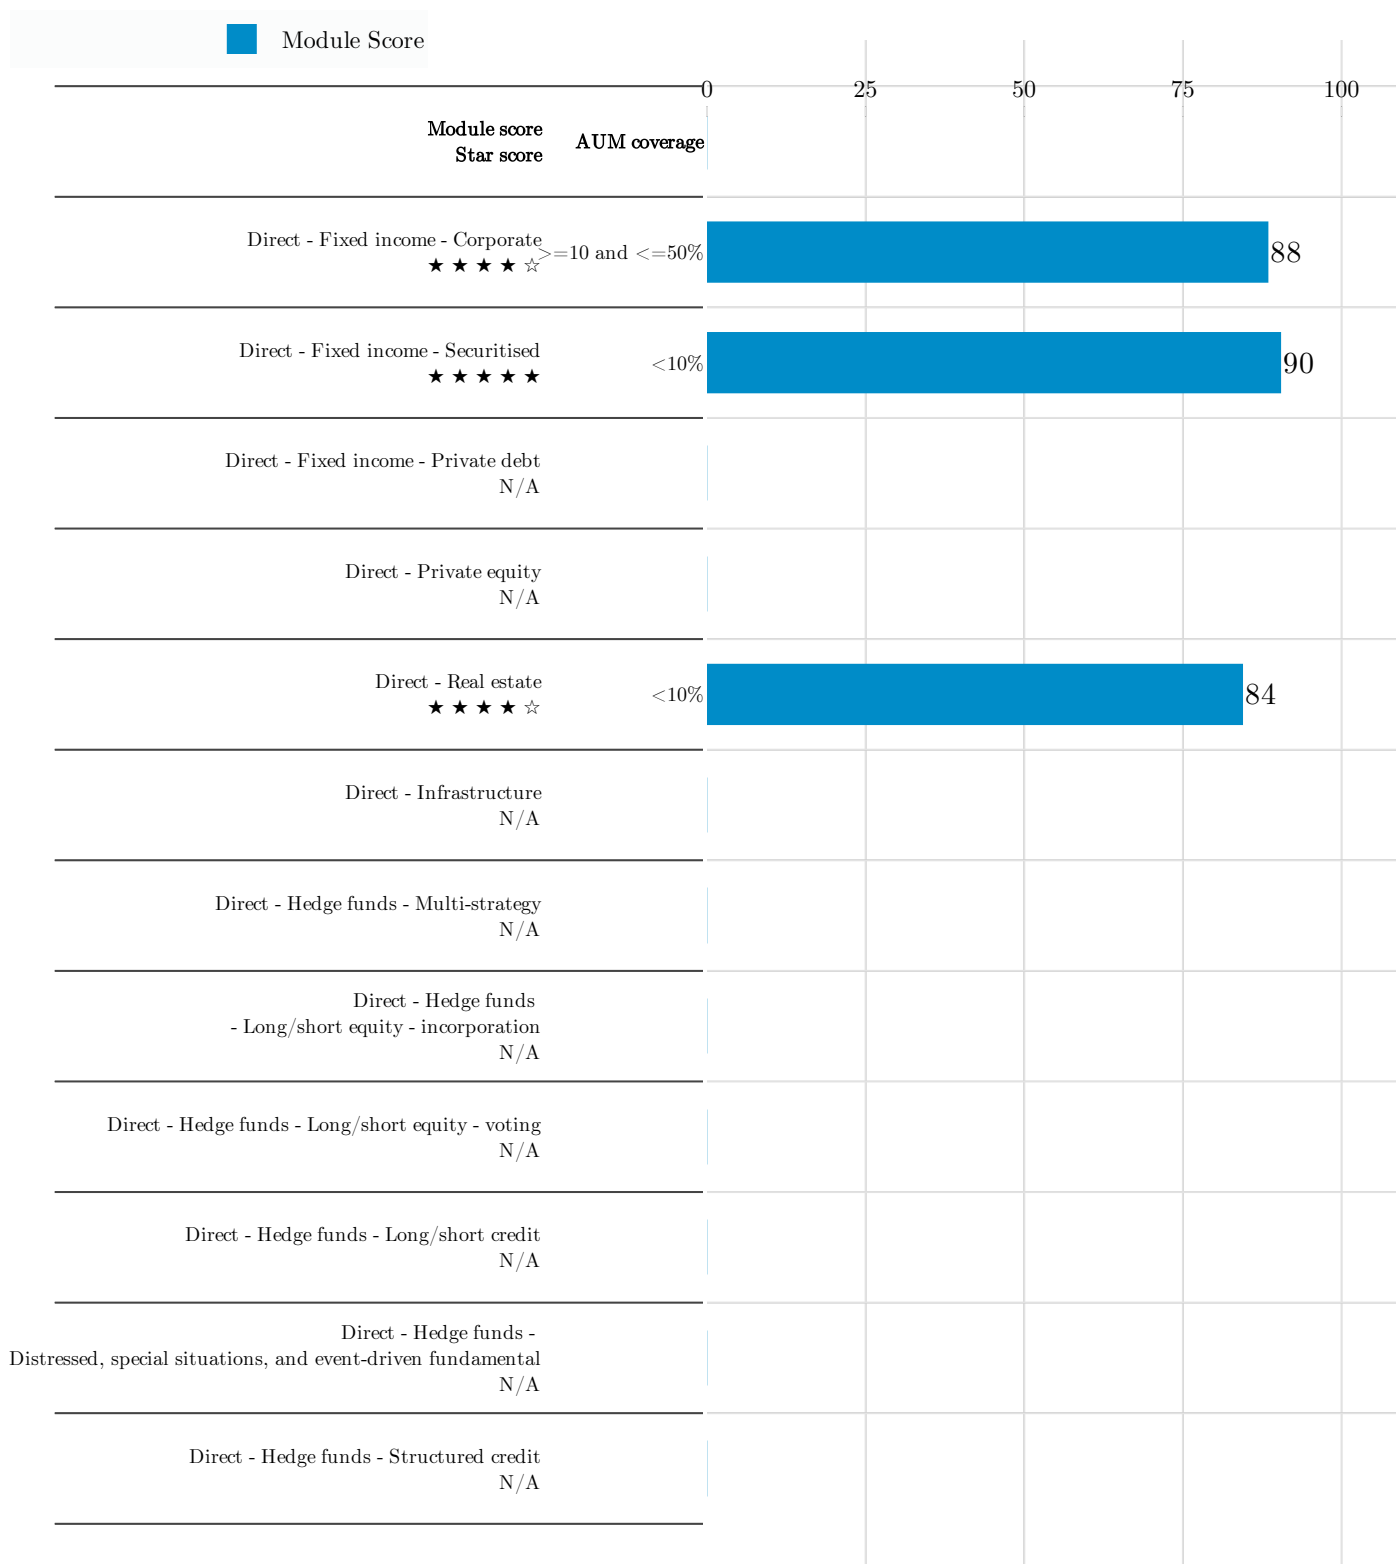 Module Score
0 25 50 75 100
Module score
Star score
AUM coverage
Direct - Fixed income - Corporate
★ ★ ★ ★ ☆
>=10 and <=50%
88
Direct - Fixed income - Securitised
★ ★ ★ ★ ★
<10%
90
Direct - Fixed income - Private debt
N/A
Direct - Private equity
N/A
Direct - Real estate
★ ★ ★ ★ ☆
<10%
84
Direct - Infrastructure
N/A
Direct - Hedge funds - Multi-strategy
N/A
Direct - Hedge funds
- Long/short equity - incorporation
N/A
Direct - Hedge funds - Long/short equity - voting
N/A
Direct - Hedge funds - Long/short credit
N/A
Direct - Hedge funds -
Distressed, special situations, and event-driven fundamental
N/A
Direct - Hedge funds - Structured credit
N/A